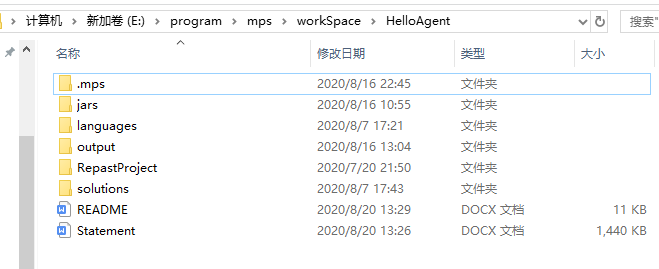 计算机 > 新加卷 (E:) > program > mps > workSpace > HelloAgent 搜索"
名称 修改日期 类型 大小
.mps 2020/8/16 22:45 文件夹
jars 2020/8/16 10:55 文件夹
languages 2020/8/7 17:21 文件夹
output 2020/8/16 13:04 文件夹
RepastProject 2020/7/20 21:50 文件夹
solutions 2020/8/7 17:43 文件夹
README 2020/8/20 13:29 DOCX 文档 11 KB
Statement 2020/8/20 13:26 DOCX 文档 1,440 KB